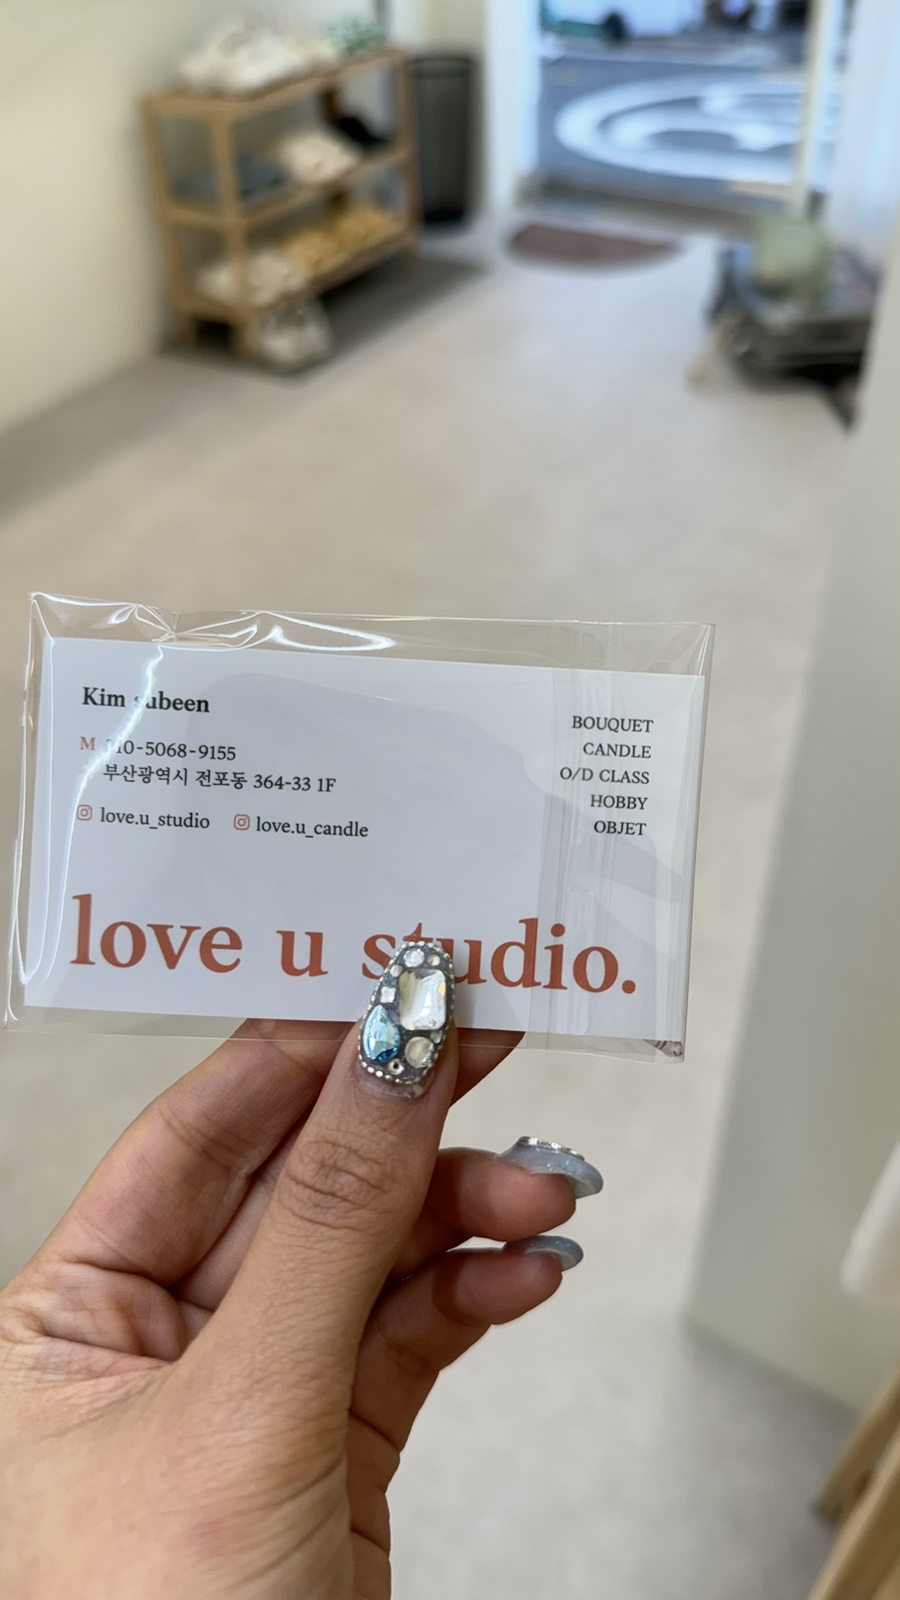 Kim subeen
M 010-5068-9155
부산광역시 전포동 364-33 1F
love.u_studio love.u_candle
BOUQUET
CANDLE
O/D CLASS
HOBBY
OBJET
love u studio.